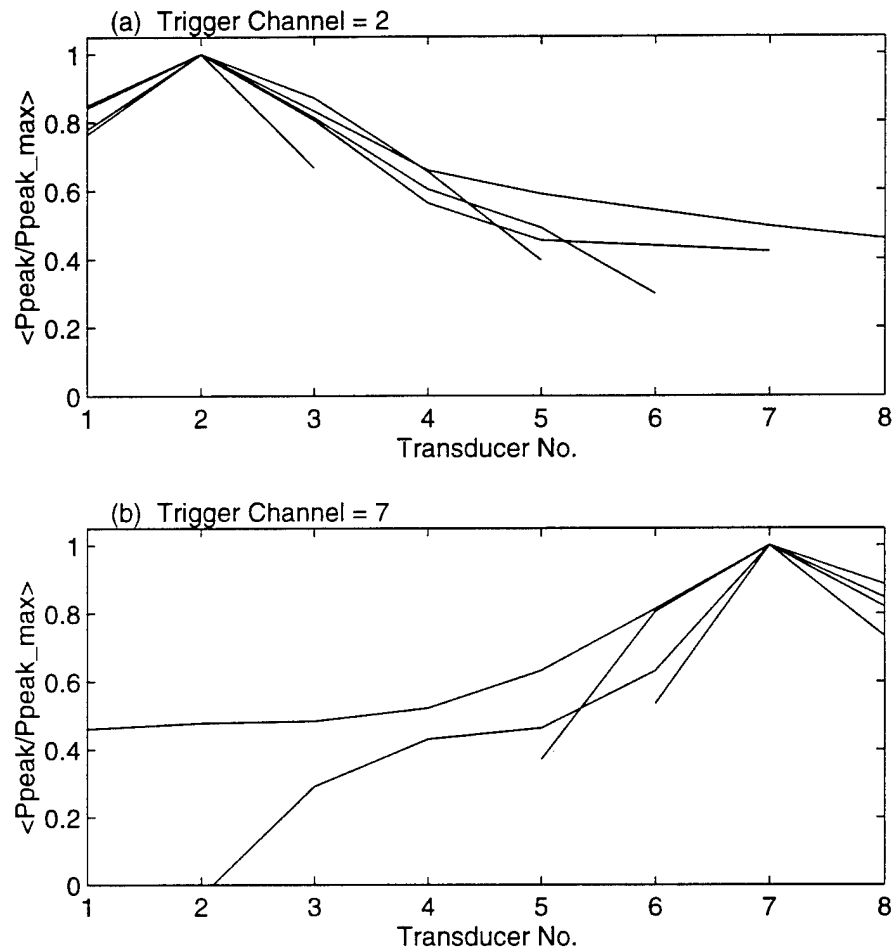 (a) Trigger Channel = 2
<Ppeak/Ppeak_max>
1
0.8
0.6
0.4
0.2
0
1 2 3 4 5 6 7 8
Transducer No.
(b) Trigger Channel = 7
<Ppeak/Ppeak_max>
1
0.8
0.6
0.4
0.2
0
1 2 3 4 5 6 7 8
Transducer No.